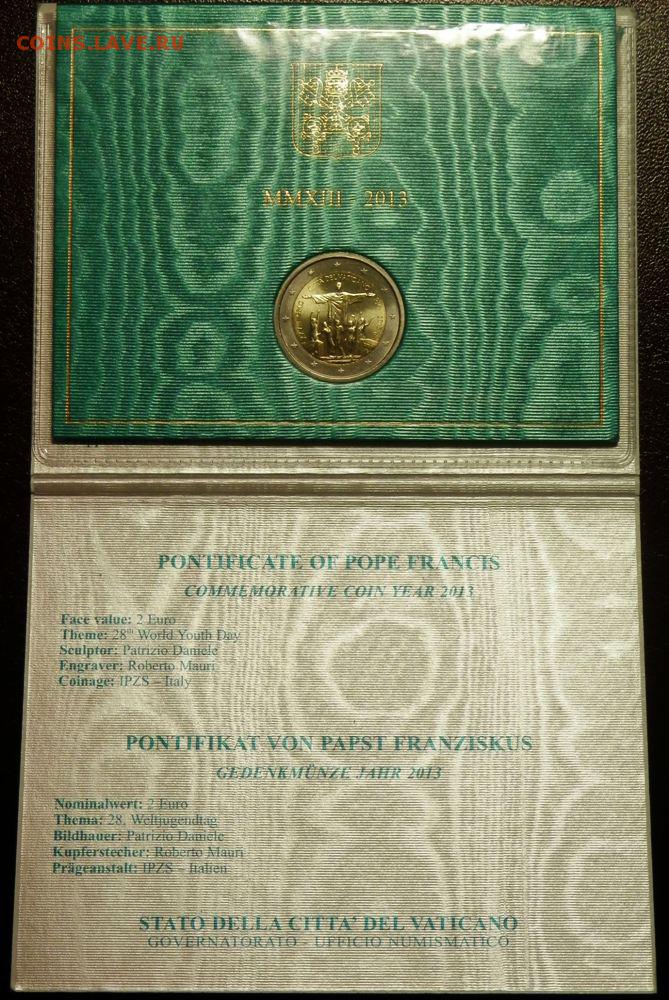 COINS.LAVE.RU
MMXIII - 2013
PONTIFICATE OF POPE FRANCIS
COMMEMORATIVE COIN YEAR 2013
Face value: 2 Euro
Theme: 28th World Youth Day
Sculptor: Patrizio Daniele
Engraver: Roberto Mauri
Coinage: IPZS – Italy
PONTIFIKAT VON PAPST FRANZISKUS
GEDENKMÜNZE JAHR 2013
Nominalwert: 2 Euro
Thema: 28. Weltjugendtag
Bildhauer: Patrizio Daniele
Kupferstecher: Roberto Mauri
Prägeanstalt: IPZS – Italien
STATO DELLA CITTA' DEL VATICANO
GOVERNATORATO - UFFICIO NUMISMATICO